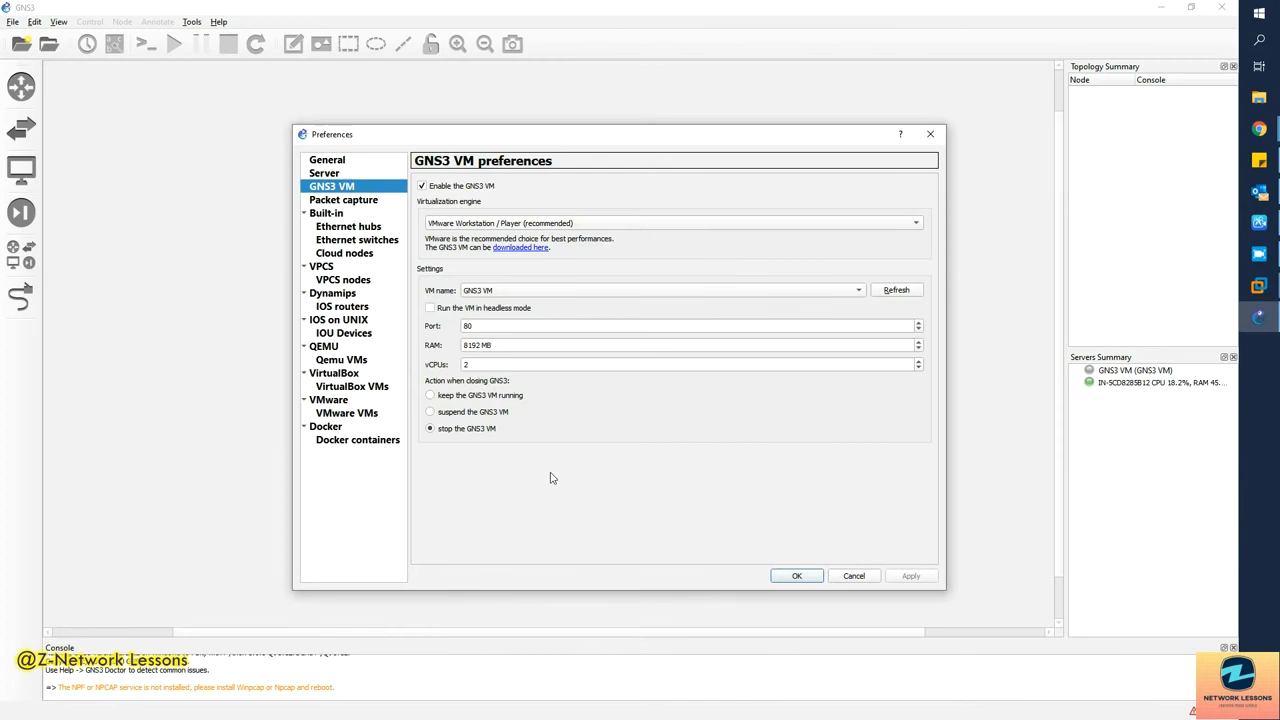 GNS3
File Edit View Control Node Annotate Tools Help
Topology Summary
Node Console
Preferences
?
General
Server
GNS3 VM
Packet capture
Built-in
Ethernet hubs
Ethernet switches
Cloud nodes
VPCS
VPCS nodes
Dynamips
IOS routers
IOS on UNIX
IOU Devices
QEMU
Qemu VMs
VirtualBox
VirtualBox VMs
VMware
VMware VMs
Docker
Docker containers
GNS3 VM preferences
Enable the GNS3 VM
Virtualization engine
VMware Workstation / Player (recommended)
VMware is the recommended choice for best performances.
The GNS3 VM can be downloaded here.
Settings
VM name: GNS3 VM Refresh
Run the VM in headless mode
Port: 80
RAM: 8192 MB
vCPUs: 2
Action when closing GNS3:
keep the GNS3 VM running
suspend the GNS3 VM
stop the GNS3 VM
OK Cancel Apply
Servers Summary
GNS3 VM (GNS3 VM)
IN-5CD8285B12 CPU 18.2%, RAM 45....
Console
@Z-Network Lessons
Use Help -> GNS3 Doctor to detect common issues.
=> The NPF or NPCAP service is not installed, please install Winpcap or Npcap and reboot.
NETWORK LESSONS